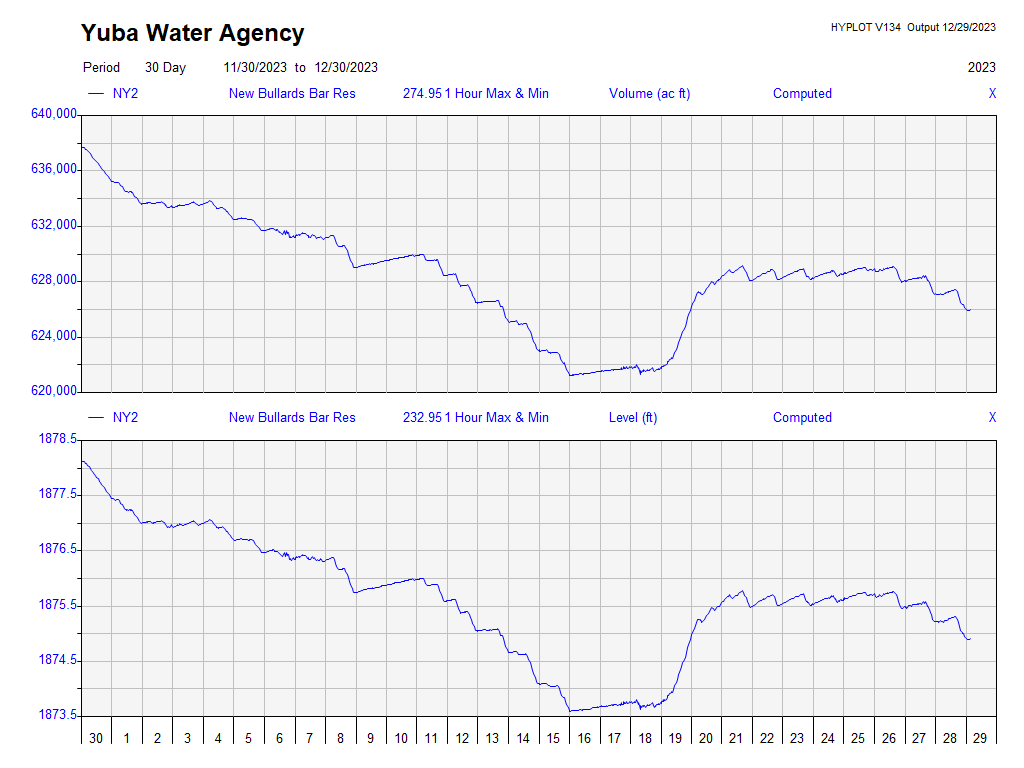 Yuba Water Agency
HYPLOT V134 Output 12/29/2023
Period 30 Day 11/30/2023 to 12/30/2023 2023
NY2 New Bullards Bar Res 274.95 1 Hour Max & Min Volume (ac ft) Computed X
640,000
636,000
632,000
628,000
624,000
620,000
NY2 New Bullards Bar Res 232.95 1 Hour Max & Min Level (ft) Computed X
1878.5
1877.5
1876.5
1875.5
1874.5
1873.5
30 1 2 3 4 5 6 7 8 9 10 11 12 13 14 15 16 17 18 19 20 21 22 23 24 25 26 27 28 29